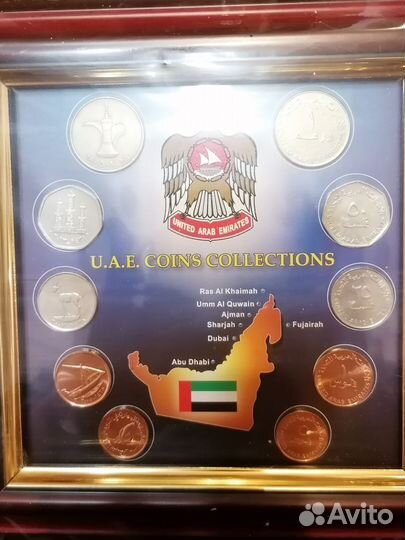 UNITED ARAB EMIRATES
U.A.E. COINS COLLECTIONS
Ras Al Khaimah
Umm Al Quwain
Ajman
Sharjah
Fujairah
Dubai
Abu Dhabi
Avito